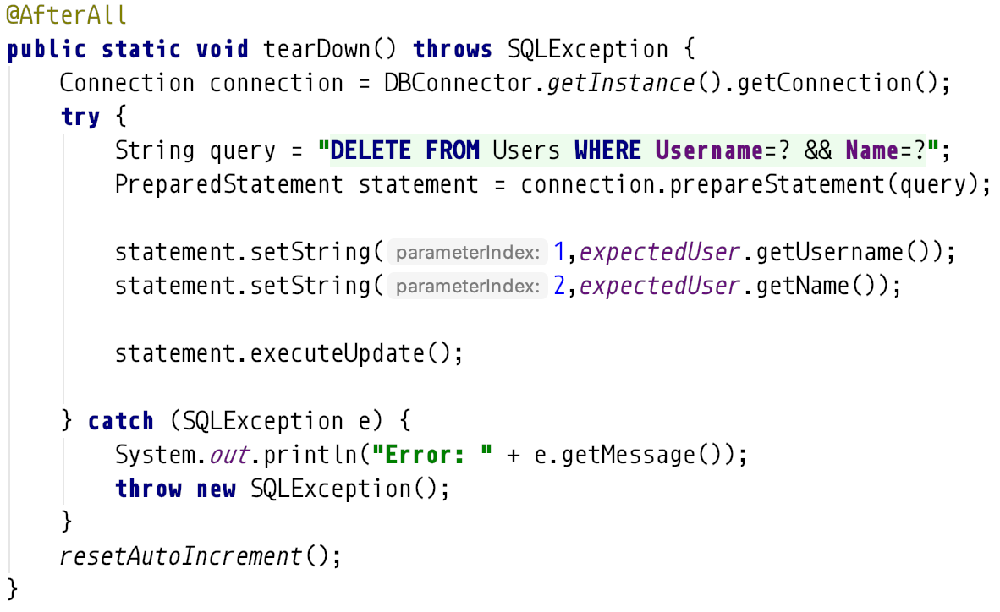 @AfterAll
public static void tearDown() throws SQLException {
    Connection connection = DBConnector.getInstance().getConnection();
    try {
        String query = "DELETE FROM Users WHERE Username=? && Name=?";
        PreparedStatement statement = connection.prepareStatement(query);

        statement.setString( parameterIndex: 1,expectedUser.getUsername());
        statement.setString( parameterIndex: 2,expectedUser.getName());

        statement.executeUpdate();

    } catch (SQLException e) {
        System.out.println("Error: " + e.getMessage());
        throw new SQLException();
    }
    resetAutoIncrement();
}